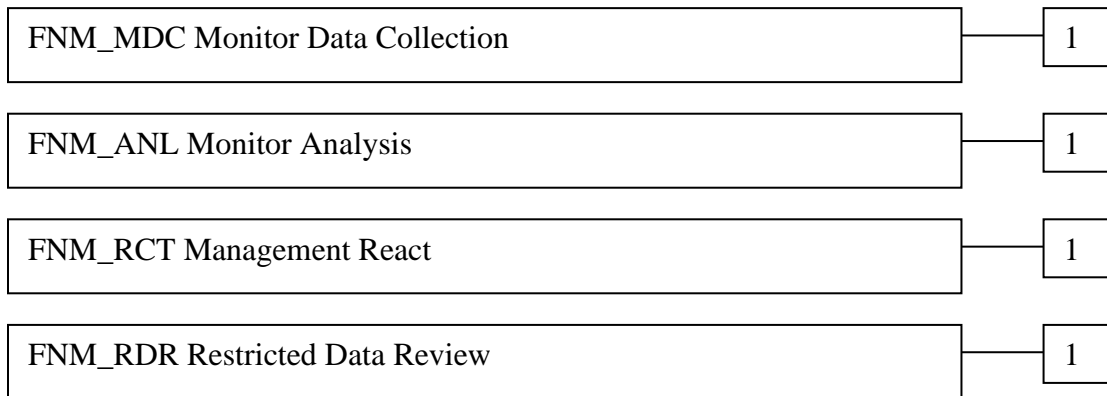 FNM_MDC Monitor Data Collection 1
FNM_ANL Monitor Analysis 1
FNM_RCT Management React 1
FNM_RDR Restricted Data Review 1